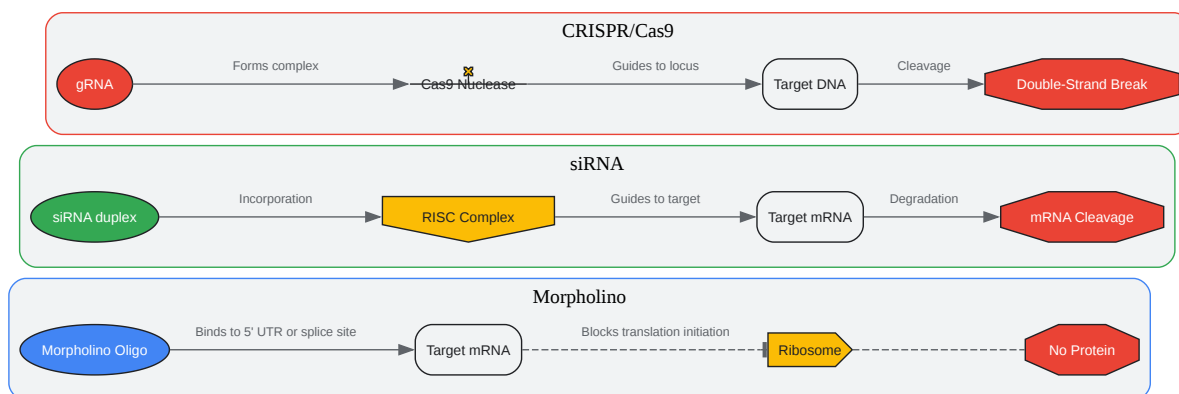 CRISPR/Cas9
gRNA
Forms complex
Cas9 Nuclease
Guides to locus
Target DNA
Cleavage
Double-Strand Break
siRNA
siRNA duplex
Incorporation
RISC Complex
Guides to target
Target mRNA
Degradation
mRNA Cleavage
Morpholino
Morpholino Oligo
Binds to 5' UTR or splice site
Target mRNA
Blocks translation initiation
Ribosome
No Protein